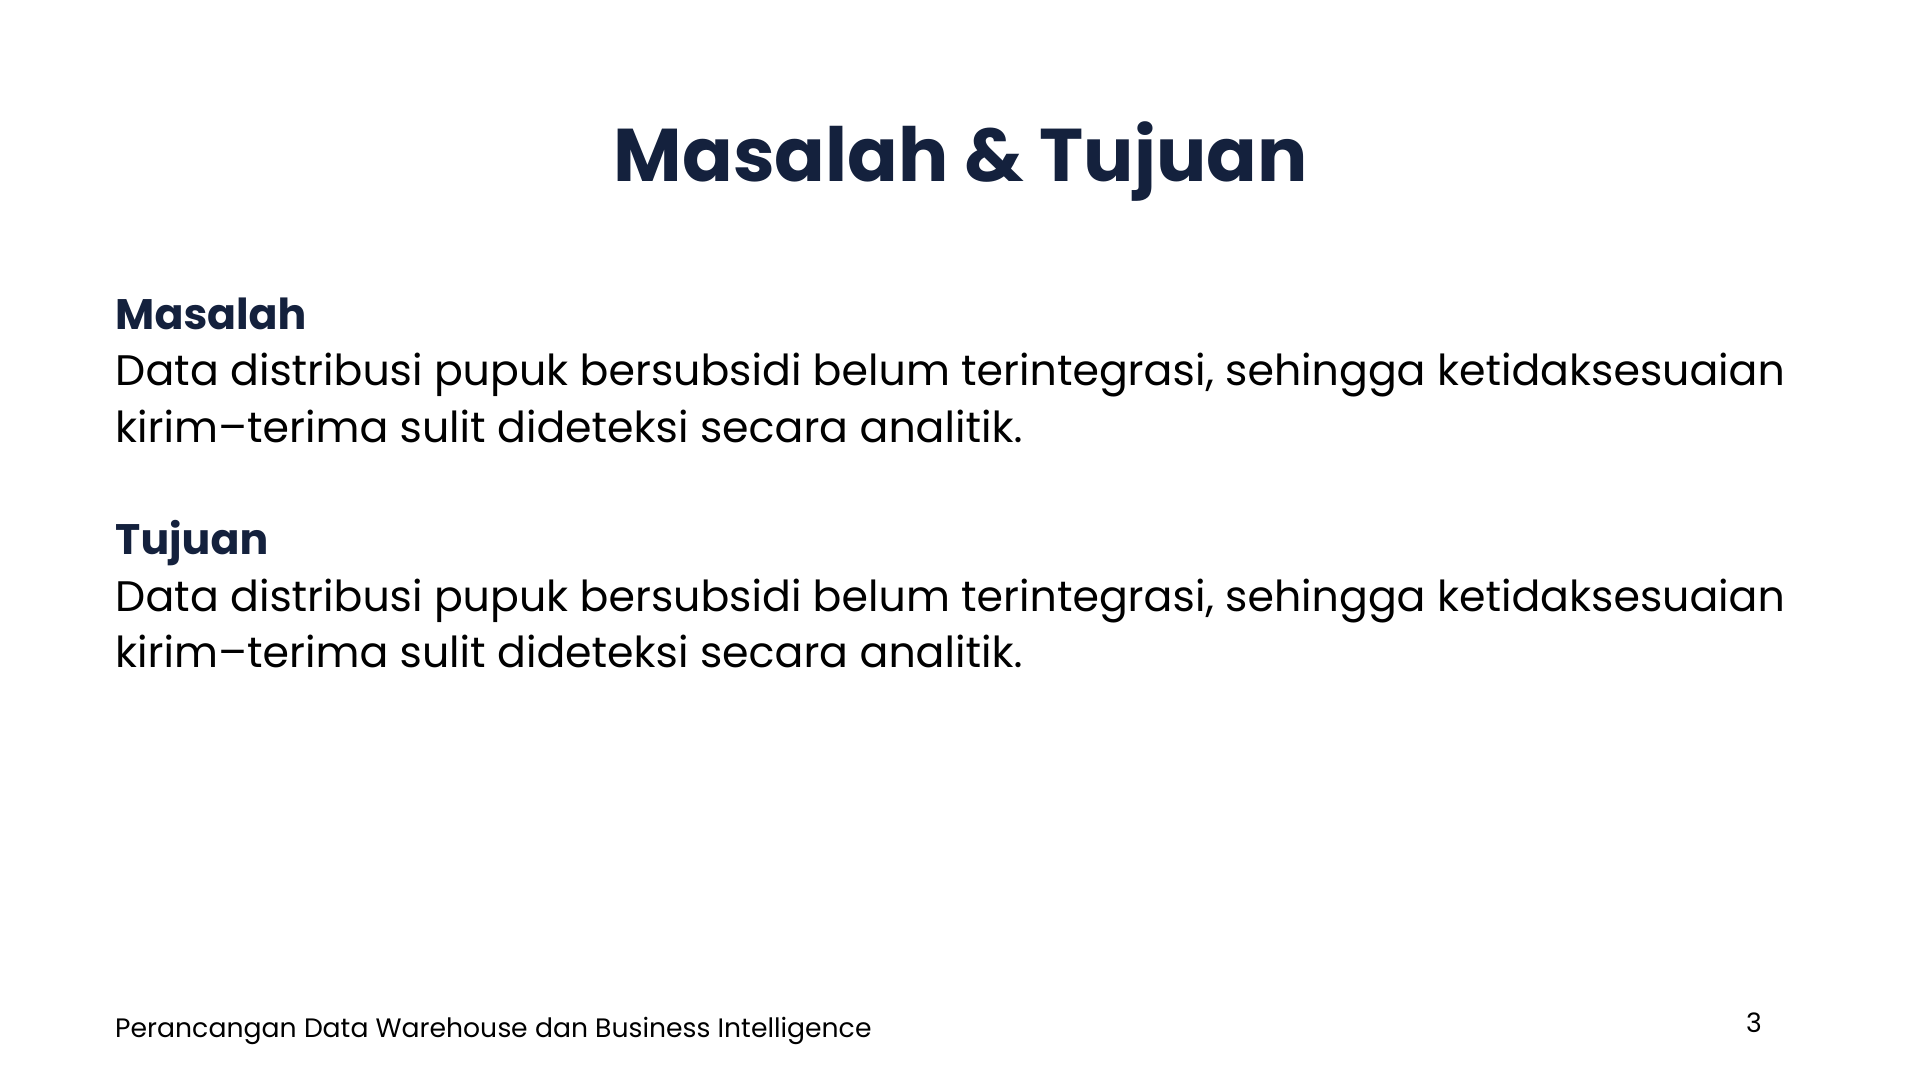 Masalah & Tujuan
Masalah
Data distribusi pupuk bersubsidi belum terintegrasi, sehingga ketidaksesuaian
kirim–terima sulit dideteksi secara analitik.
Tujuan
Data distribusi pupuk bersubsidi belum terintegrasi, sehingga ketidaksesuaian
kirim–terima sulit dideteksi secara analitik.
Perancangan Data Warehouse dan Business Intelligence
3